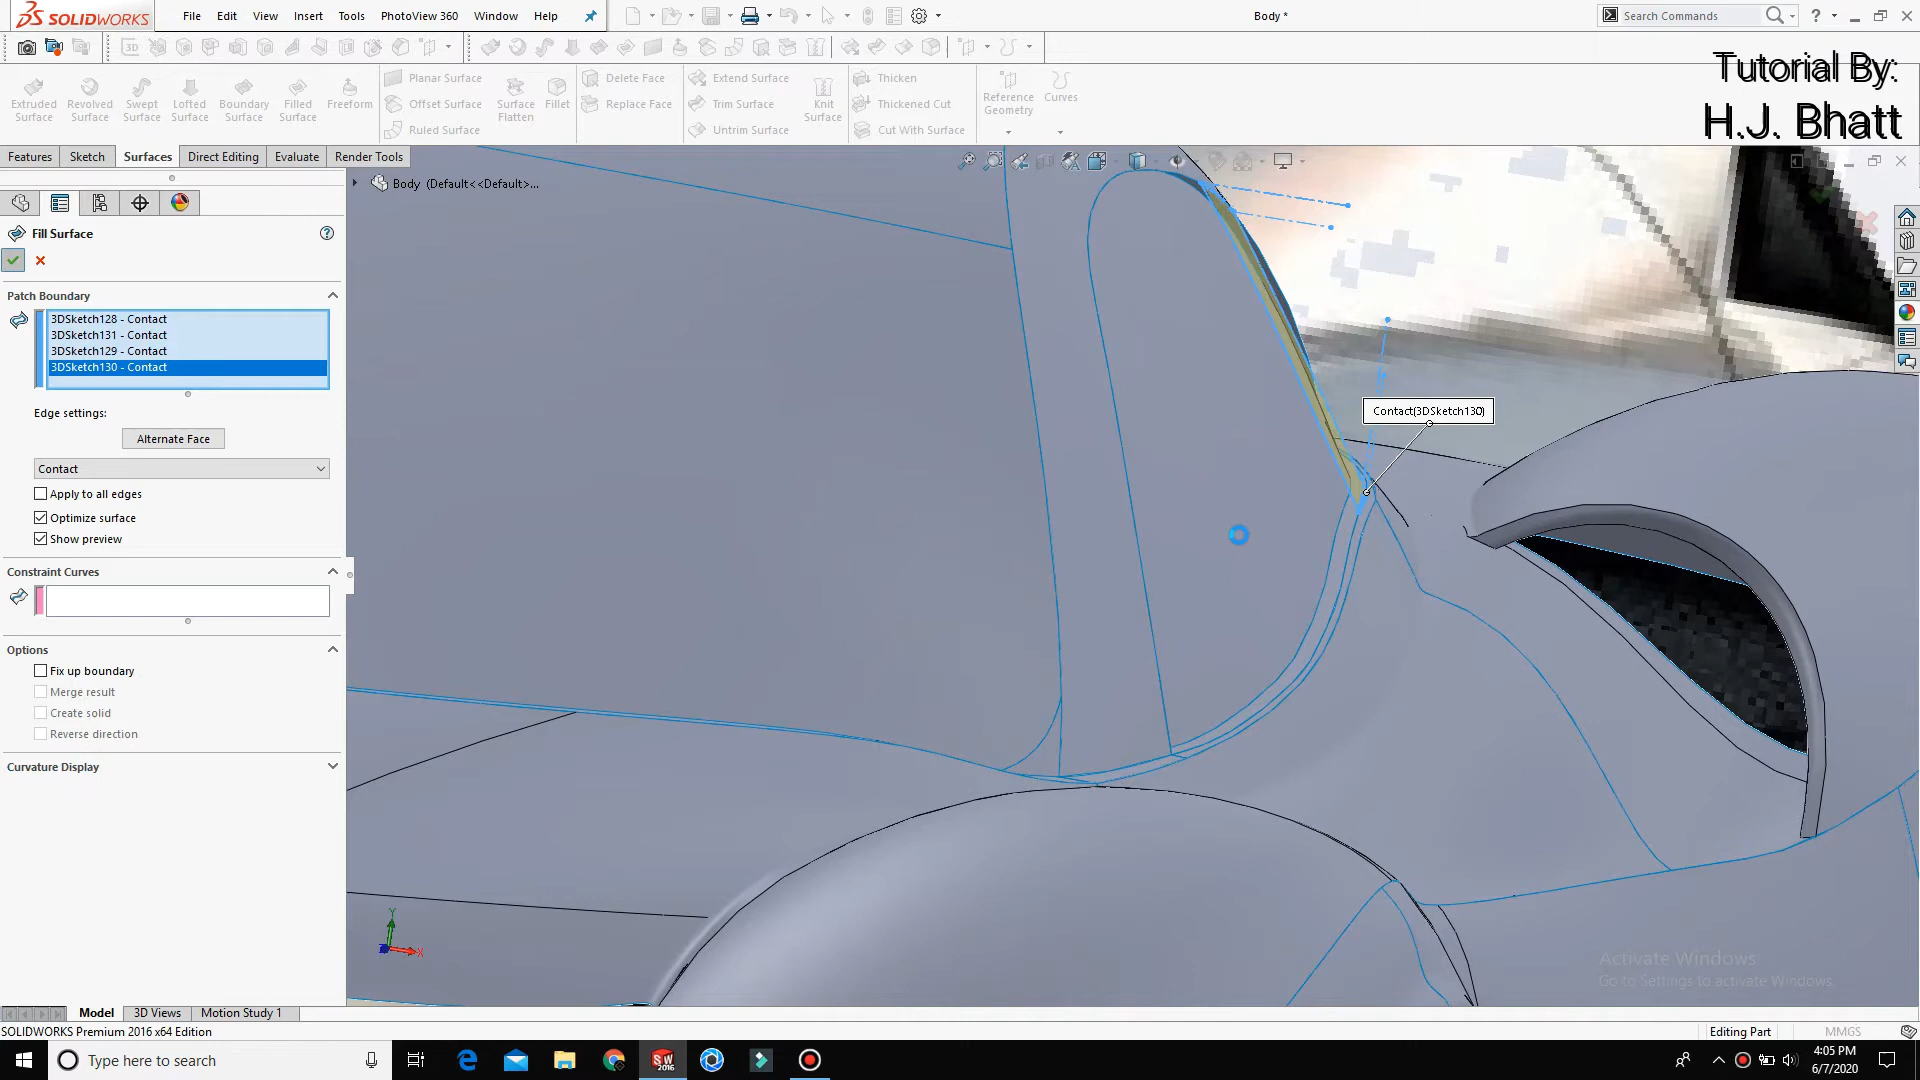 SOLIDWORKS
File Edit View Insert Tools PhotoView 360 Window Help
Body *
Search Commands
Tutorial By:
H.J. Bhatt
Extruded Surface
Revolved Surface
Swept Surface
Lofted Surface
Boundary Surface
Filled Surface
Freeform
Planar Surface
Offset Surface
Ruled Surface
Surface Flatten
Fillet
Delete Face
Replace Face
Extend Surface
Trim Surface
Untrim Surface
Knit Surface
Thicken
Thickened Cut
Cut With Surface
Reference Geometry
Curves
Features Sketch Surfaces Direct Editing Evaluate Render Tools
Body (Default<<Default>...
Fill Surface
Patch Boundary
3DSketch128 - Contact
3DSketch131 - Contact
3DSketch129 - Contact
3DSketch130 - Contact
Edge settings:
Alternate Face
Contact
Apply to all edges
Optimize surface
Show preview
Constraint Curves
Options
Fix up boundary
Merge result
Create solid
Reverse direction
Curvature Display
Contact(3DSketch130)
Y
X
Activate Windows
Go to Settings to activate Windows.
Model 3D Views Motion Study 1
SOLIDWORKS Premium 2016 x64 Edition
Editing Part
MMGS
Type here to search
SW
2016
4:05 PM
6/7/2020